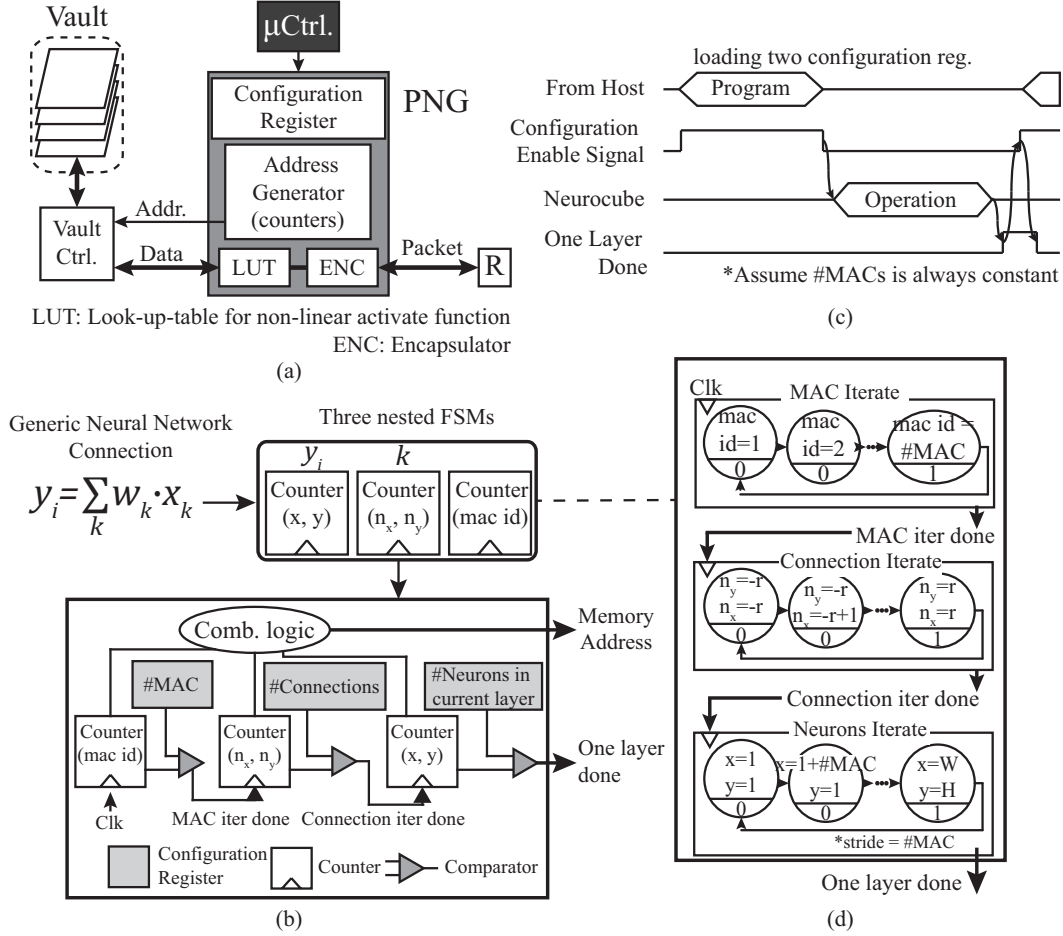 Vault
μCtrl.
Configuration
Register
PNG
Address
Generator
(counters)
Addr.
Vault
Ctrl.
Data
LUT
ENC
Packet
R
LUT: Look-up-table for non-linear activate function
ENC: Encapsulator
(a)
loading two configuration reg.
From Host
Program
Configuration
Enable Signal
Neurocube
Operation
One Layer
Done
*Assume #MACs is always constant
(c)
Generic Neural Network
Connection
y_i=∑_k w_k·x_k
Three nested FSMs
y_i
k
Counter
(x, y)
Counter
(n_x, n_y)
Counter
(mac id)
Comb. logic
Memory
Address
#MAC
#Connections
#Neurons in
current layer
Counter
(mac id)
Counter
(n_x, n_y)
Counter
(x, y)
One layer
done
Clk
MAC iter done
Connection iter done
Configuration
Register
Counter
Comparator
(b)
Clk
MAC Iterate
mac
id=1
0
mac
id=2
0
mac id =
#MAC
1
MAC iter done
Connection Iterate
n_y=-r
n_x=-r
0
n_y=-r
n_x=-r+1
0
n_y=r
n_x=r
1
Connection iter done
Neurons Iterate
x=1
y=1
0
x=1+#MAC
y=1
0
x=W
y=H
1
*stride = #MAC
One layer done
(d)